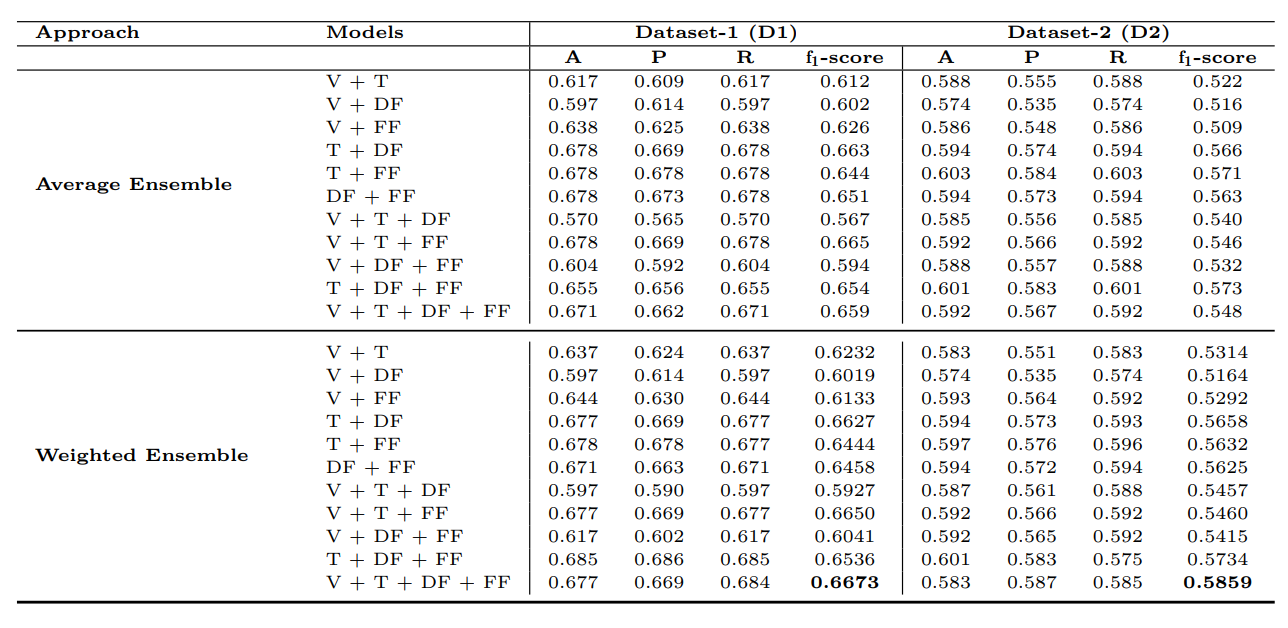 Approach Models Dataset-1 (D1) Dataset-2 (D2)
A P R f1-score A P R f1-score
V + T 0.617 0.609 0.617 0.612 0.588 0.555 0.588 0.522
V + DF 0.597 0.614 0.597 0.602 0.574 0.535 0.574 0.516
V + FF 0.638 0.625 0.638 0.626 0.586 0.548 0.586 0.509
T + DF 0.678 0.669 0.678 0.663 0.594 0.574 0.594 0.566
T + FF 0.678 0.678 0.678 0.644 0.603 0.584 0.603 0.571
Average Ensemble
DF + FF 0.678 0.673 0.678 0.651 0.594 0.573 0.594 0.563
V + T + DF 0.570 0.565 0.570 0.567 0.585 0.556 0.585 0.540
V + T + FF 0.678 0.669 0.678 0.665 0.592 0.566 0.592 0.546
V + DF + FF 0.604 0.592 0.604 0.594 0.588 0.557 0.588 0.532
T + DF + FF 0.655 0.656 0.655 0.654 0.601 0.583 0.601 0.573
V + T + DF + FF 0.671 0.662 0.671 0.659 0.592 0.567 0.592 0.548
V + T 0.637 0.624 0.637 0.6232 0.583 0.551 0.583 0.5314
V + DF 0.597 0.614 0.597 0.6019 0.574 0.535 0.574 0.5164
V + FF 0.644 0.630 0.644 0.6133 0.593 0.564 0.592 0.5292
T + DF 0.677 0.669 0.677 0.6627 0.594 0.573 0.593 0.5658
T + FF 0.678 0.678 0.677 0.6444 0.597 0.576 0.596 0.5632
Weighted Ensemble
DF + FF 0.671 0.663 0.671 0.6458 0.594 0.572 0.594 0.5625
V + T + DF 0.597 0.590 0.597 0.5927 0.587 0.561 0.588 0.5457
V + T + FF 0.677 0.669 0.677 0.6650 0.592 0.566 0.592 0.5460
V + DF + FF 0.617 0.602 0.617 0.6041 0.592 0.565 0.592 0.5415
T + DF + FF 0.685 0.686 0.685 0.6536 0.601 0.583 0.575 0.5734
V + T + DF + FF 0.677 0.669 0.684 0.6673 0.583 0.587 0.585 0.5859